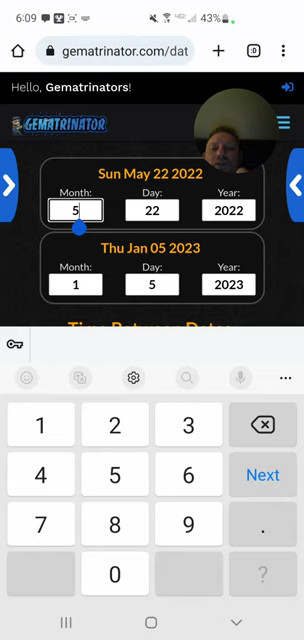 6:09 43%
gematrinator.com/dat
Hello, Gematrinators!
GEMATRINATOR
Sun May 22 2022
Month: Day: Year:
5 22 2022
Thu Jan 05 2023
Month: Day: Year:
1 5 2023
1 2 3
4 5 6 Next
7 8 9 .
0 ?